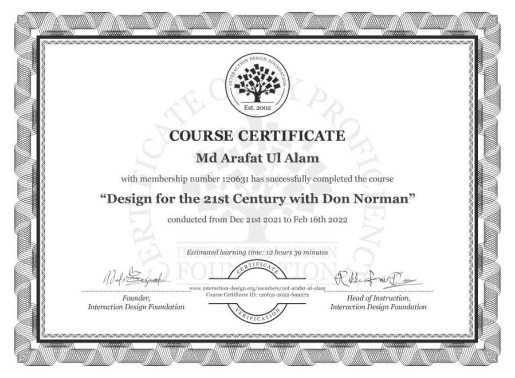 INTERACTION DESIGN FOUNDATION
Est. 2002
COURSE CERTIFICATE
Md Arafat Ul Alam
with membership number 120631 has successfully completed the course
“Design for the 21st Century with Don Norman”
conducted from Dec 21st 2021 to Feb 16th 2022
Estimated learning time: 12 hours 39 minutes
CERTIFICATE
www.interaction-design.org/members/md-arafat-ul-alam
Course Certificate ID: 120631-2022-899272
VERIFICATION
Founder,
Interaction Design Foundation
Head of Instruction,
Interaction Design Foundation
CERTIFICATE OF PROFICIENCY
FOUNDATION